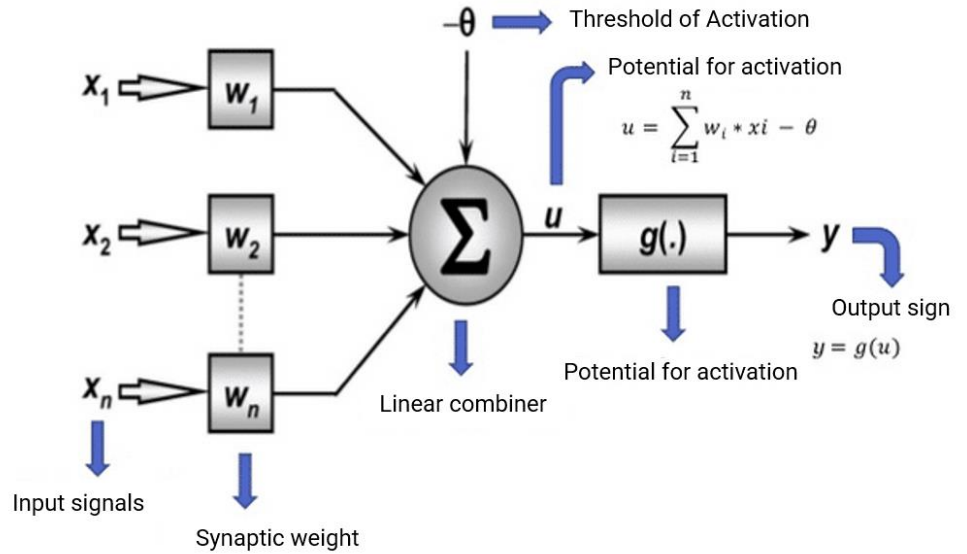 −θ
Threshold of Activation
Potential for activation
u = n∑i=1 wᵢ * xi − θ
x₁
w₁
x₂
w₂
Σ
u
g(.)
y
Output sign
y = g(u)
Potential for activation
xₙ
wₙ
Linear combiner
Input signals
Synaptic weight